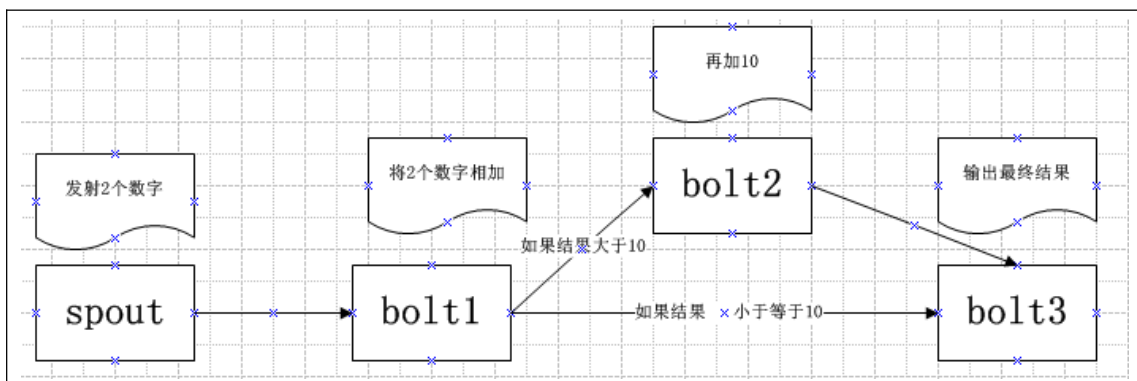 再加10
发射2个数字
将2个数字相加
输出最终结果
bolt2
如果结果大于10
spout
bolt1
如果结果 小于等于10
bolt3